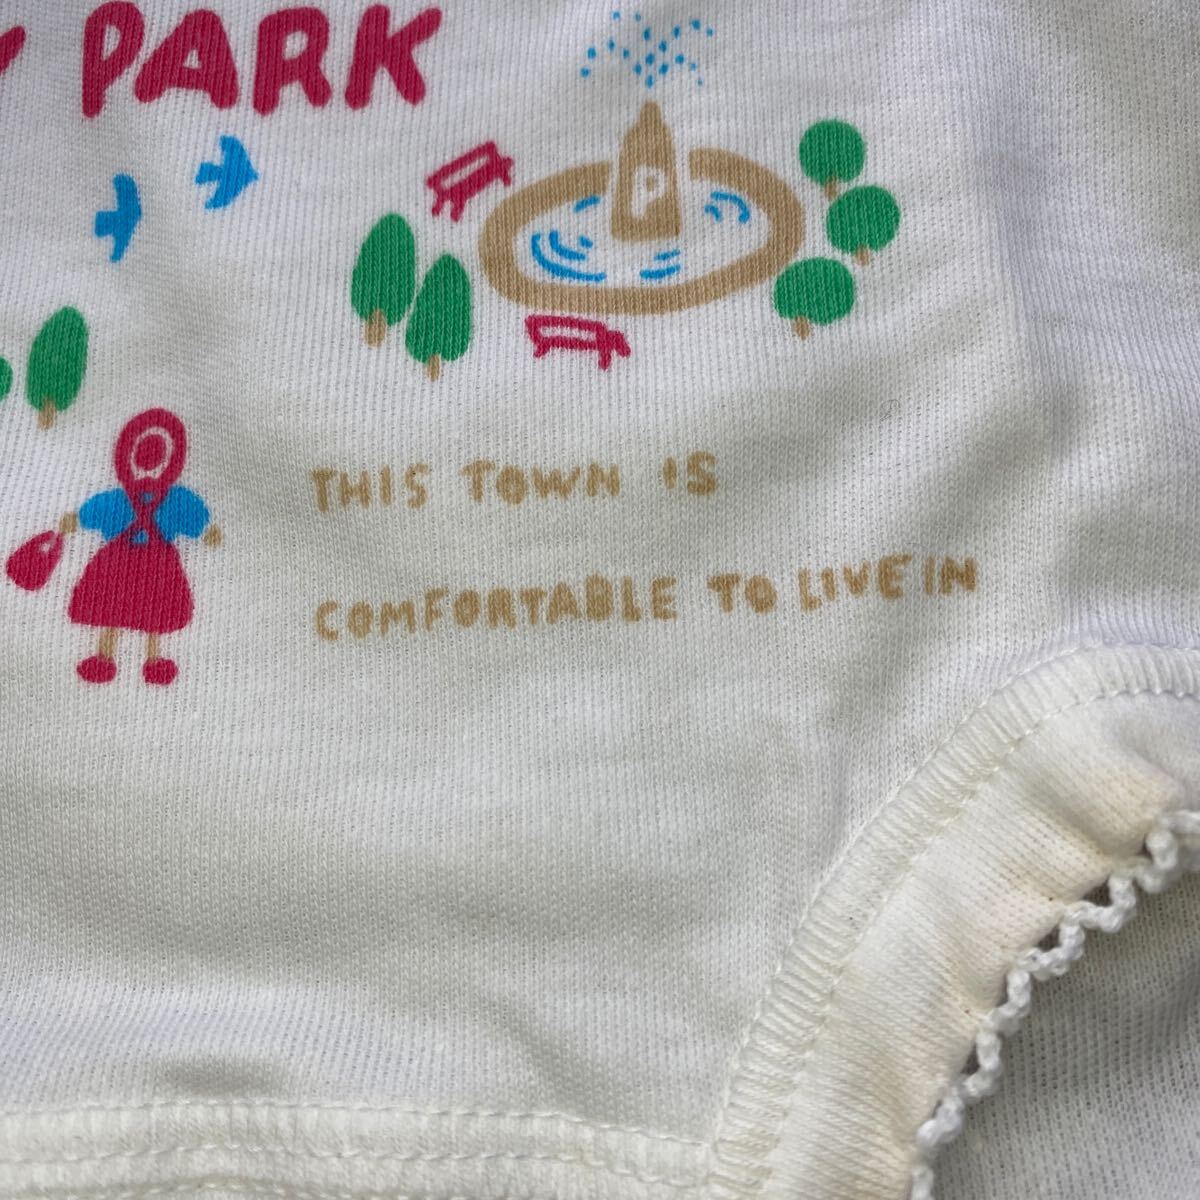 PARK
P
THIS TOWN IS
COMFORTABLE TO LIVE IN